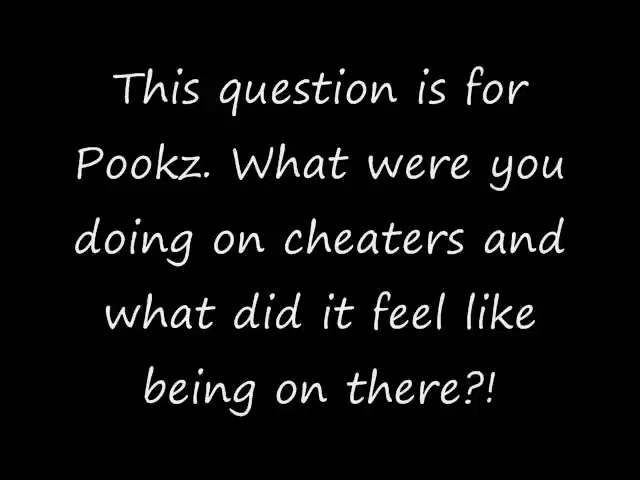 This question is for
Pookz. What were you
doing on cheaters and
what did it feel like
being on there?!